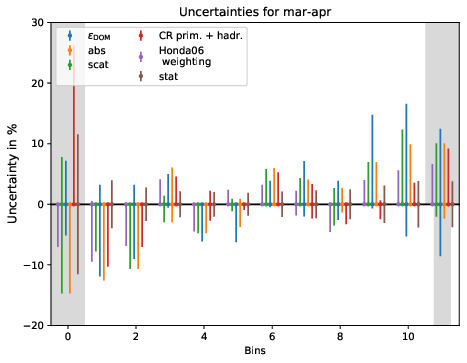 Uncertainties for mar-apr
Uncertainty in %
30
20
10
0
−10
−20
ε_DOM
abs
scat
CR prim. + hadr.
Honda06
weighting
stat
0
2
4
6
8
10
Bins